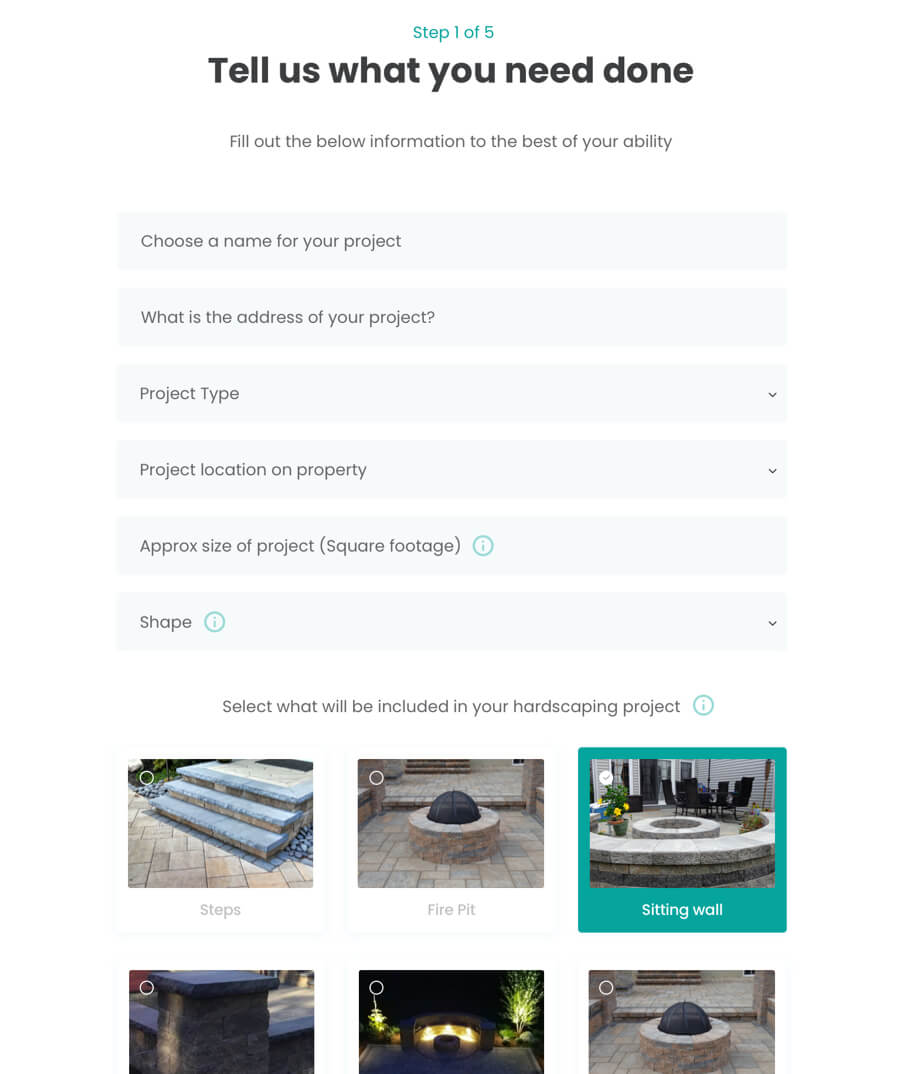 Step 1 of 5
Tell us what you need done
Fill out the below information to the best of your ability
Choose a name for your project
What is the address of your project?
Project Type
Project location on property
Approx size of project (Square footage)
Shape
Select what will be included in your hardscaping project
Steps
Fire Pit
Sitting wall